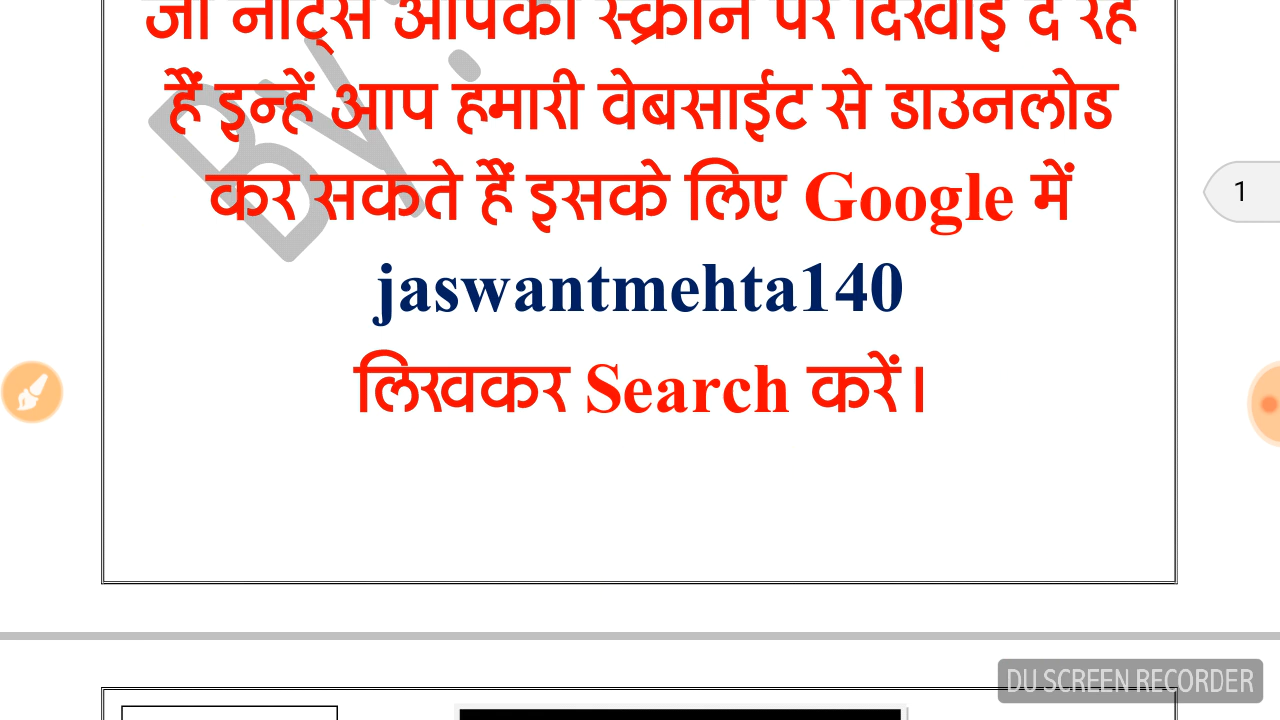 जो नोट्स आपको स्क्रीन पर दिखाई दे रहे
हैं इन्हें आप हमारी वेबसाईट से डाउनलोड
कर सकते हैं इसके लिए Google में
jaswantmehta140
लिखकर Search करें।
By :
1
DU SCREEN RECORDER